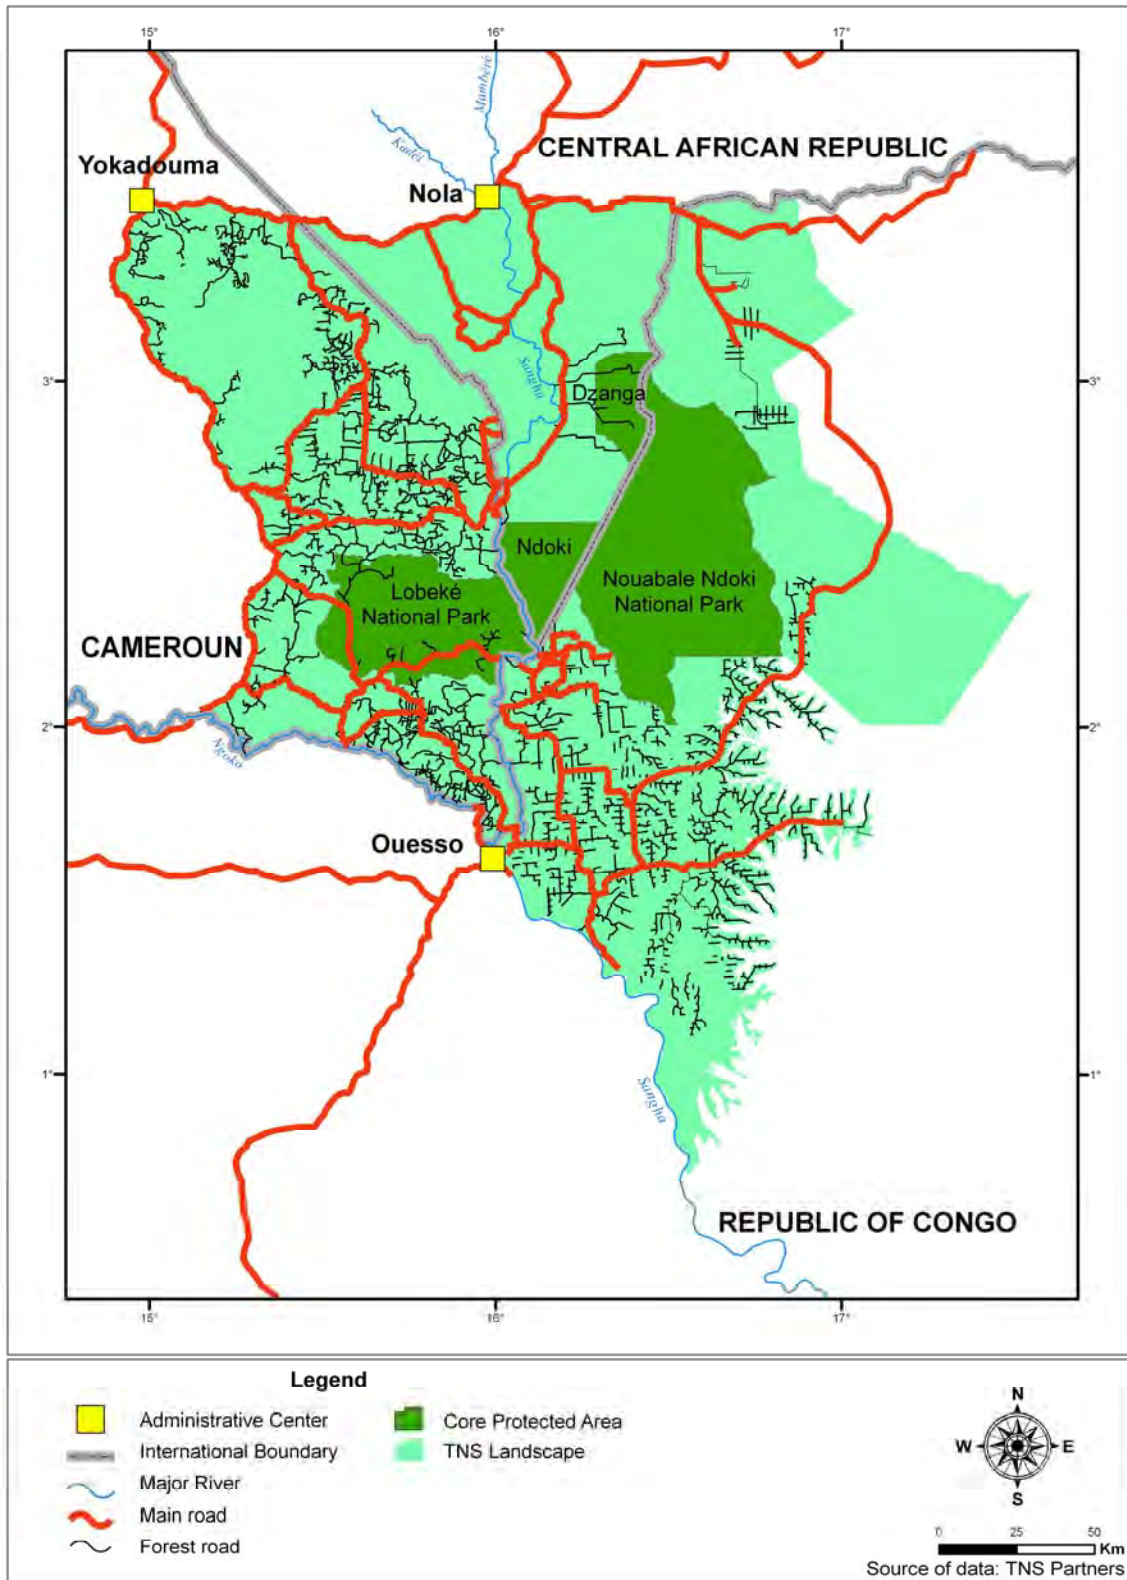 15°
16°
17°
Mambéré
Kadéi
CENTRAL AFRICAN REPUBLIC
Yokadouma
Nola
3°
3°
Sangha
Dzanga
Ndoki
Nouabale Ndoki
National Park
Lobeké
National Park
CAMEROUN
2°
2°
Ngoko
Ouesso
1°
1°
Sangha
REPUBLIC OF CONGO
15°
16°
17°
Legend
Administrative Center
International Boundary
Major River
Main road
Forest road
Core Protected Area
TNS Landscape
N
W
E
S
0
25
50
Km
Source of data: TNS Partners